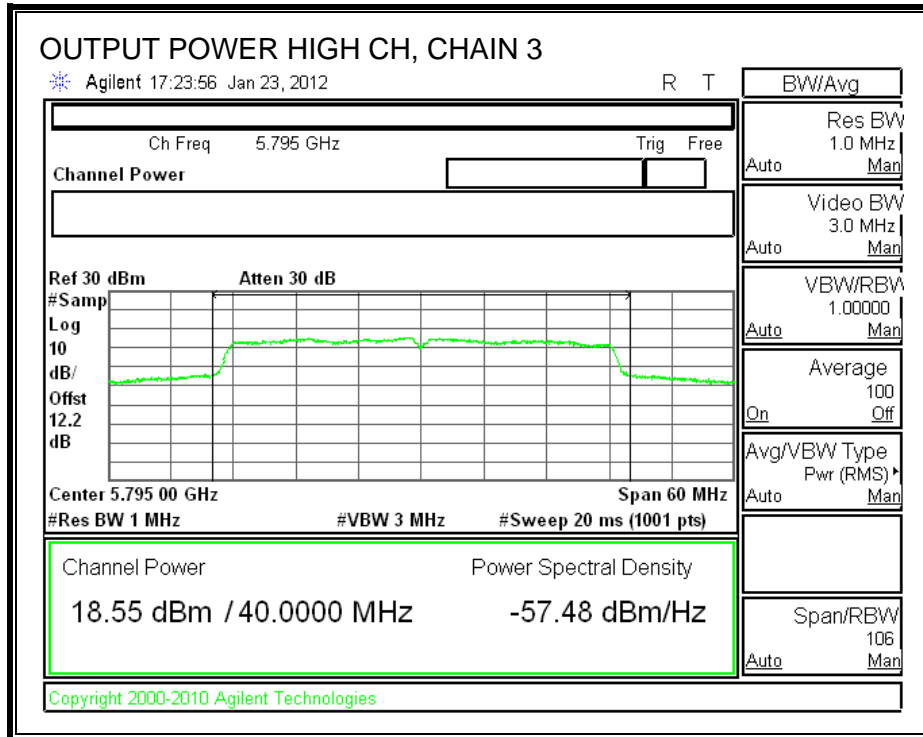 OUTPUT POWER HIGH CH, CHAIN 3
Agilent 17:23:56 Jan 23, 2012 R T
Ch Freq 5.795 GHz Trig Free
Channel Power
Ref 30 dBm Atten 30 dB
#Samp
Log
10
dB/
Offst
12.2
dB
Center 5.795 00 GHz Span 60 MHz
#Res BW 1 MHz #VBW 3 MHz #Sweep 20 ms (1001 pts)
Channel Power Power Spectral Density
18.55 dBm / 40.0000 MHz -57.48 dBm/Hz
Copyright 2000-2010 Agilent Technologies
BW/Avg
Res BW
1.0 MHz
Auto Man
Video BW
3.0 MHz
Auto Man
VBW/RBW
1.00000
Auto Man
Average
100
On Off
Avg/VBW Type
Pwr (RMS)
Auto Man
Span/RBW
106
Auto Man